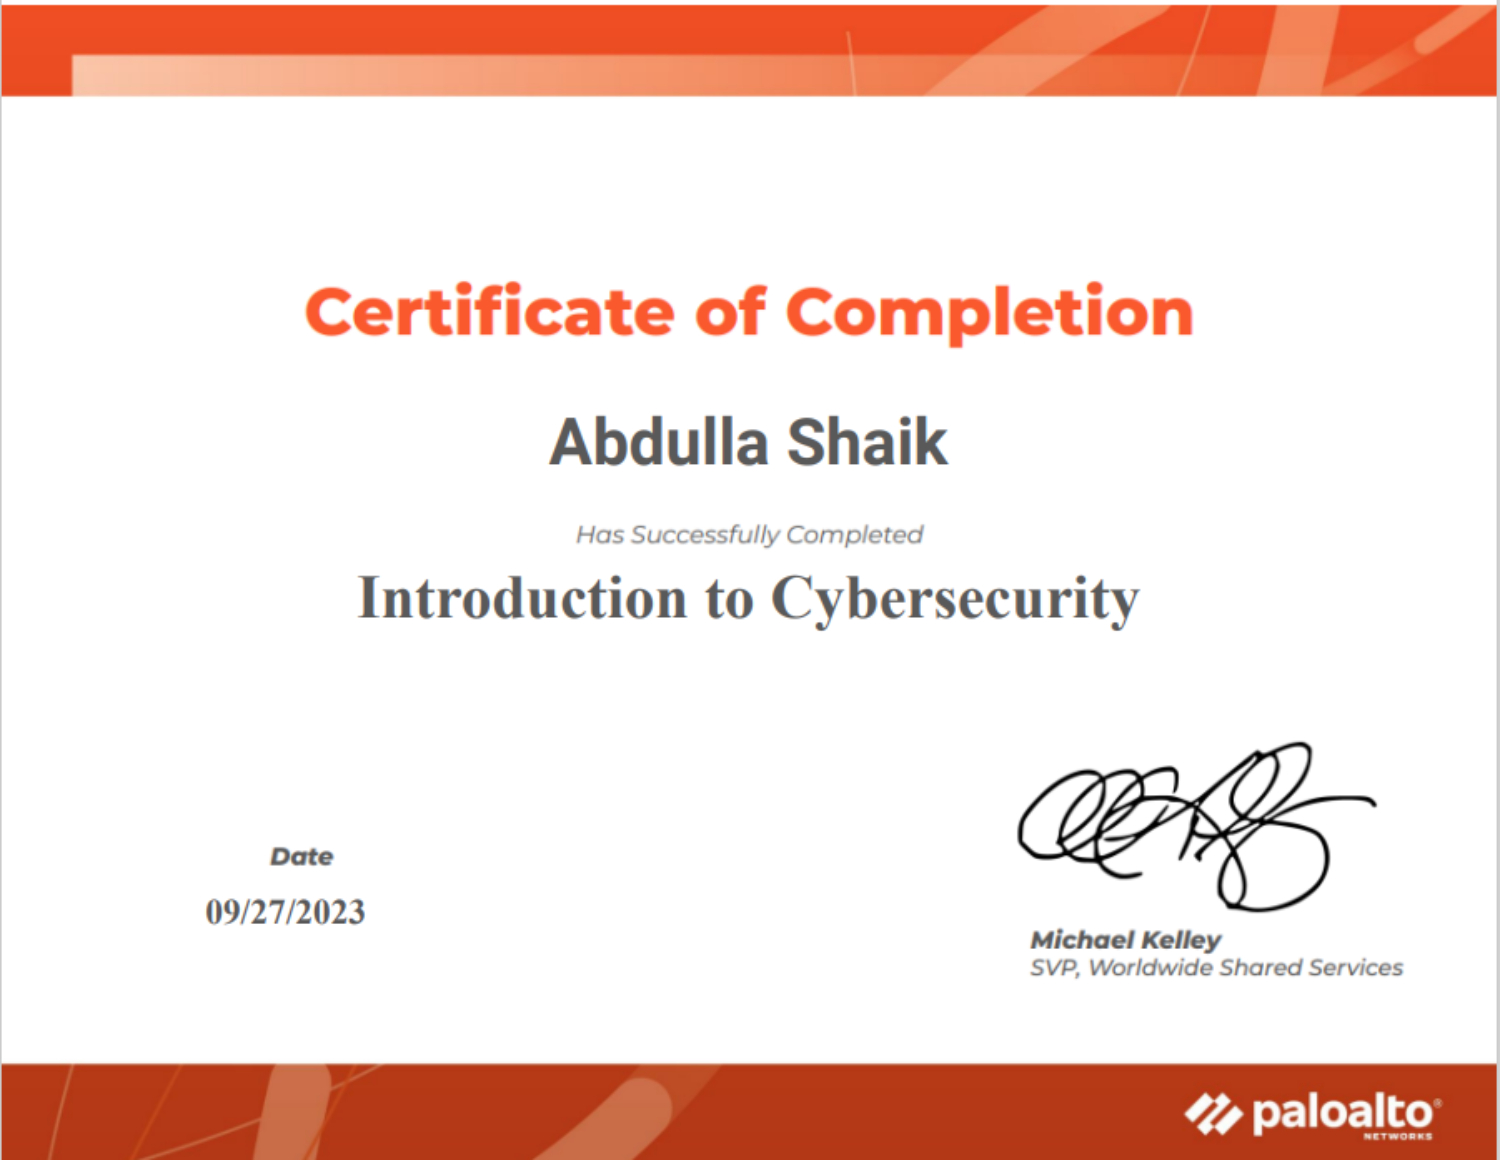 Certificate of Completion
Abdulla Shaik
Has Successfully Completed
Introduction to Cybersecurity
Date
09/27/2023
Michael Kelley
SVP, Worldwide Shared Services
paloalto®
NETWORKS